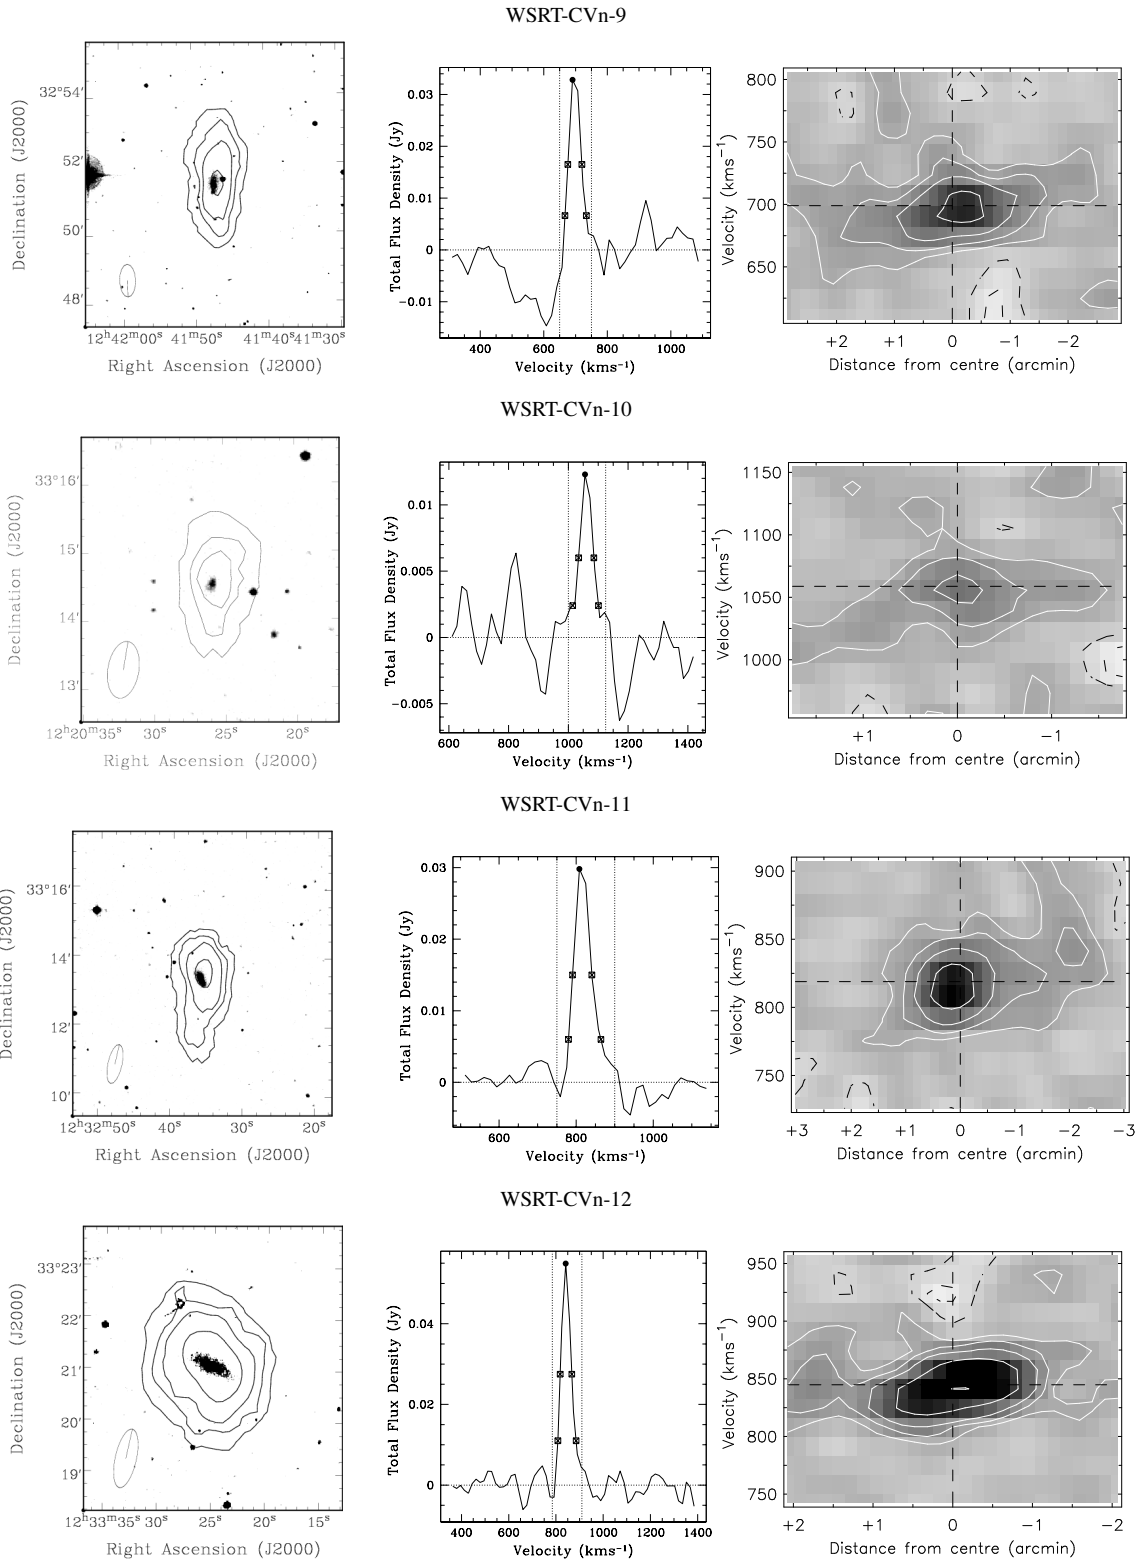 WSRT-CVn-9
32°54′
52′
50′
48′
Declination (J2000)
12ʰ42ᵐ00ˢ 41ᵐ50ˢ 41ᵐ40ˢ 41ᵐ30ˢ
Right Ascension (J2000)
0.03
0.02
0.01
0
−0.01
Total Flux Density (Jy)
400 600 800 1000
Velocity (kms⁻¹)
800
750
700
650
Velocity (kms⁻¹)
+2 +1 0 −1 −2
Distance from centre (arcmin)
WSRT-CVn-10
33°16′
15′
14′
13′
Declination (J2000)
12ʰ20ᵐ35ˢ 30ˢ 25ˢ 20ˢ
Right Ascension (J2000)
0.01
0.005
0
−0.005
Total Flux Density (Jy)
600 800 1000 1200 1400
Velocity (kms⁻¹)
1150
1100
1050
1000
Velocity (kms⁻¹)
+1 0 −1
Distance from centre (arcmin)
WSRT-CVn-11
33°16′
14′
12′
10′
Declination (J2000)
12ʰ32ᵐ50ˢ 40ˢ 30ˢ 20ˢ
Right Ascension (J2000)
0.03
0.02
0.01
0
Total Flux Density (Jy)
600 800 1000
Velocity (kms⁻¹)
900
850
800
750
Velocity (kms⁻¹)
+3 +2 +1 0 −1 −2 −3
Distance from centre (arcmin)
WSRT-CVn-12
33°23′
22′
21′
20′
19′
Declination (J2000)
12ʰ33ᵐ35ˢ 30ˢ 25ˢ 20ˢ 15ˢ
Right Ascension (J2000)
0.04
0.02
0
Total Flux Density (Jy)
400 600 800 1000 1200 1400
Velocity (kms⁻¹)
950
900
850
800
750
Velocity (kms⁻¹)
+2 +1 0 −1 −2
Distance from centre (arcmin)